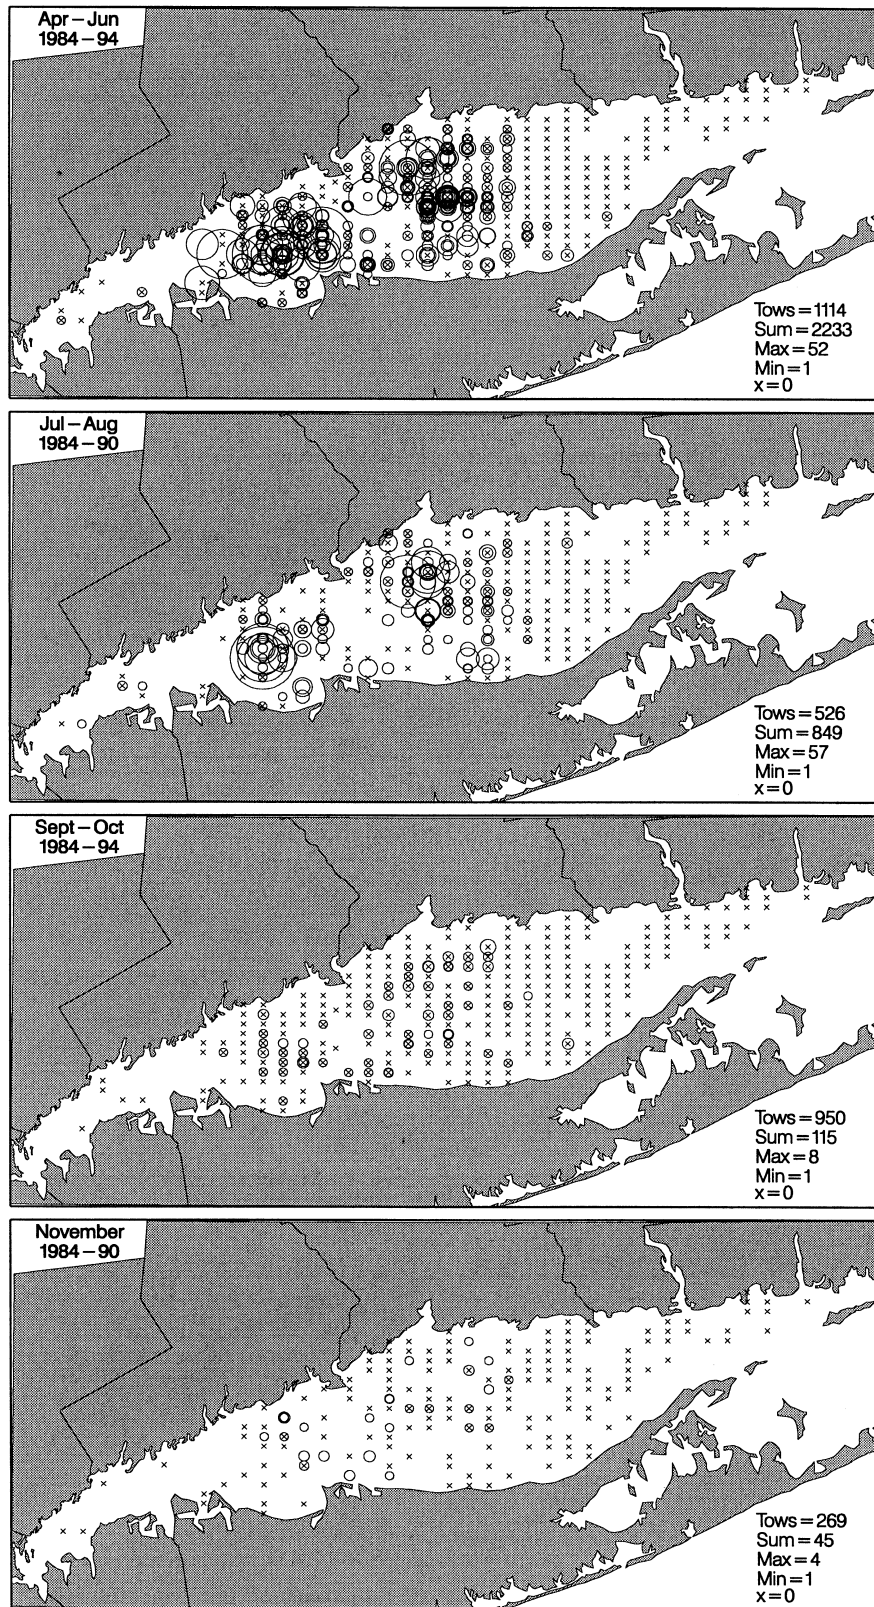 Apr – Jun
1984 – 94
Tows = 1114
Sum = 2233
Max = 52
Min = 1
x = 0
Jul – Aug
1984 – 90
Tows = 526
Sum = 849
Max = 57
Min = 1
x = 0
Sept – Oct
1984 – 94
Tows = 950
Sum = 115
Max = 8
Min = 1
x = 0
November
1984 – 90
Tows = 269
Sum = 45
Max = 4
Min = 1
x = 0